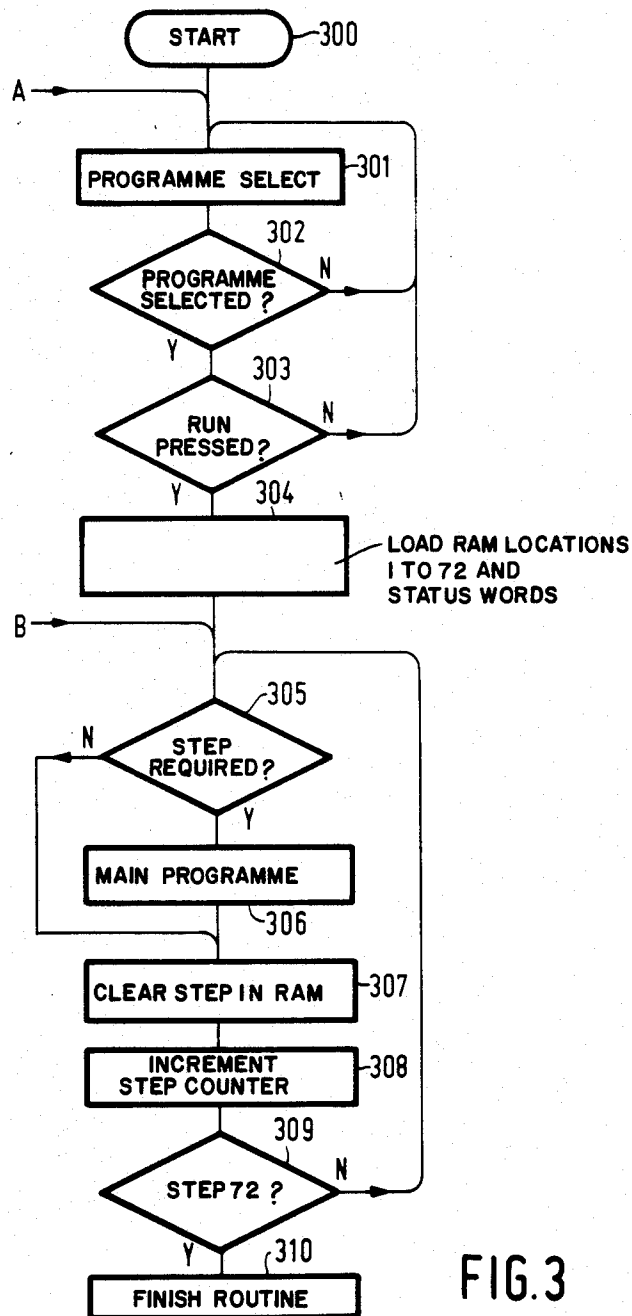 START
300
A
PROGRAMME SELECT
301
302
PROGRAMME
SELECTED ?
N
Y
303
RUN
PRESSED?
N
Y
304
LOAD RAM LOCATIONS
1 TO 72 AND
STATUS WORDS
B
305
N
STEP
REQUIRED?
Y
MAIN PROGRAMME
306
CLEAR STEP IN RAM
307
INCREMENT
STEP COUNTER
308
309
STEP 72 ?
N
Y
310
FINISH ROUTINE
FIG.3